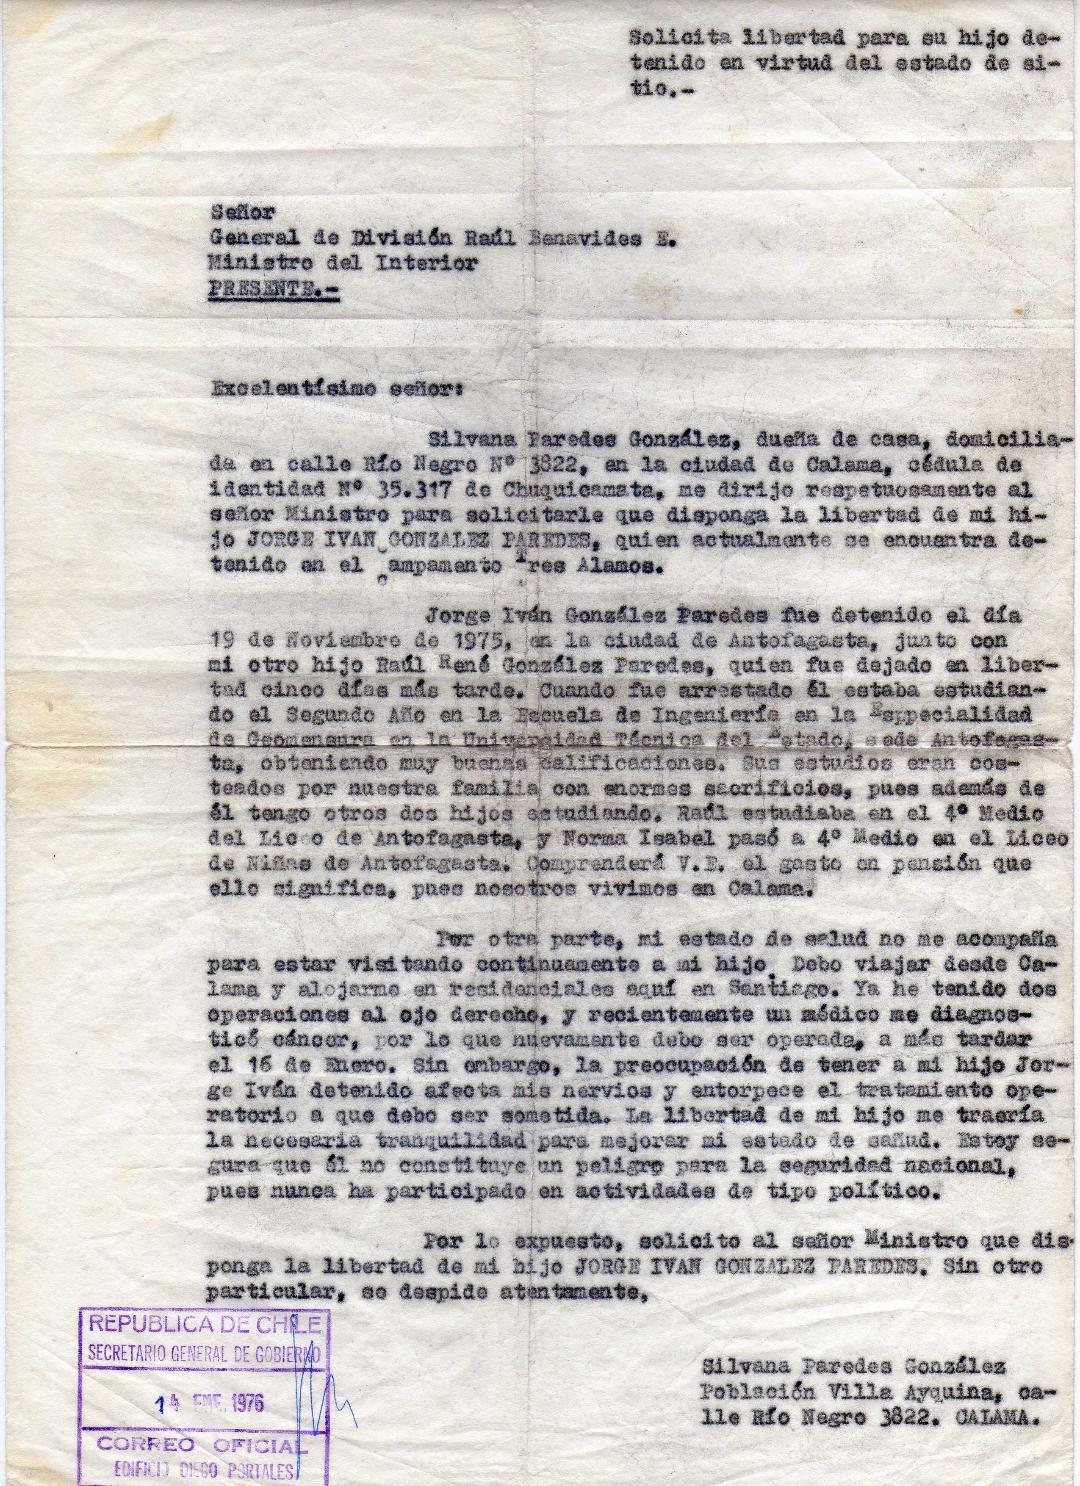 Solicita libertad para su hijo de-
tenido en virtud del estado de si-
tio.-
Señor
General de División Raúl Benavides E.
Ministro del Interior
PRESENTE.-
Excelentísimo señor:
Silvana Paredes González, dueña de casa, domicilia-
da en calle Río Negro Nº 3822, en la ciudad de Calama, cédula de
identidad Nº 35.317 de Chuquicamata, me dirijo respetuosamente al
señor Ministro para solicitarle que disponga la libertad de mi hi-
jo JORGE IVAN GONZALEZ PAREDES, quien actualmente se encuentra de-
tenido en el Campamento Tres Alamos.
Jorge Iván González Paredes fue detenido el día
19 de Noviembre de 1975, en la ciudad de Antofagasta, junto con
mi otro hijo Raúl René González Paredes, quien fue dejado en liber-
tad cinco días más tarde. Cuando fue arrestado él estaba estudian-
do el Segundo Año en la Escuela de Ingeniería en la Especialidad
de Geomensura en la Universidad Técnica del Estado, sede Antofagas-
ta, obteniendo muy buenas calificaciones. Sus estudios eran cos-
teados por nuestra familia con enormes sacrificios, pues además de
él tengo otros dos hijos estudiando. Raúl estudiaba en el 4º Medio
del Liceo de Antofagasta, y Norma Isabel pasó a 4º Medio en el Liceo
de Niñas de Antofagasta. Comprenderá V.E. el gasto en pensión que
ello significa, pues nosotros vivimos en Calama.
Por otra parte, mi estado de salud no me acompaña
para estar visitando continuamente a mi hijo. Debo viajar desde Ca-
lama y alojarme en residenciales aquí en Santiago. Ya he tenido dos
operaciones al ojo derecho, y recientemente un médico me diagnos-
ticó cáncer, por lo que nuevamente debo ser operada, a más tardar
el 16 de Enero. Sin embargo, la preocupación de tener a mi hijo Jor-
ge Iván detenido afecta mis nervios y entorpece el tratamiento ope-
ratorio a que debo ser sometida. La libertad de mi hijo me traería
la necesaria tranquilidad para mejorar mi estado de sañud. Estoy se-
gura que él no constituye un peligro para la seguridad nacional,
pues nunca ha participado en actividades de tipo político.
Por lo expuesto, solicito al señor Ministro que dis-
ponga la libertad de mi hijo JORGE IVAN GONZALEZ PAREDES. Sin otro
particular, se despide atentamente,
Silvana Paredes González
Población Villa Ayquina, ca-
lle Río Negro 3822. CALAMA.
REPUBLICA DE CHILE
SECRETARIO GENERAL DE GOBIERNO
14 ENE. 1976
CORREO OFICIAL
EDIFICIO DIEGO PORTALES